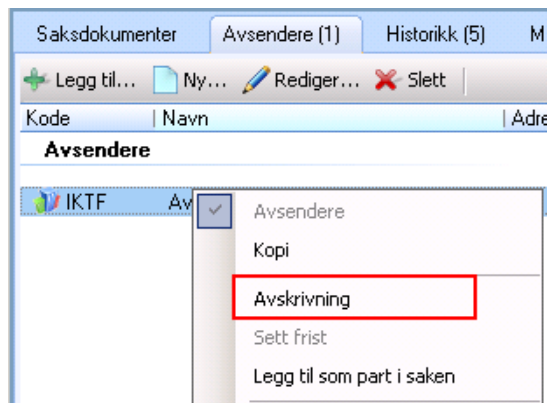 Saksdokumenter Avsendere (1) Historikk (5) M
Legg til... Ny... Rediger... Slett
Kode Navn Adre
Avsendere
IKTF Av
Avsendere
Kopi
Avskrivning
Sett frist
Legg til som part i saken